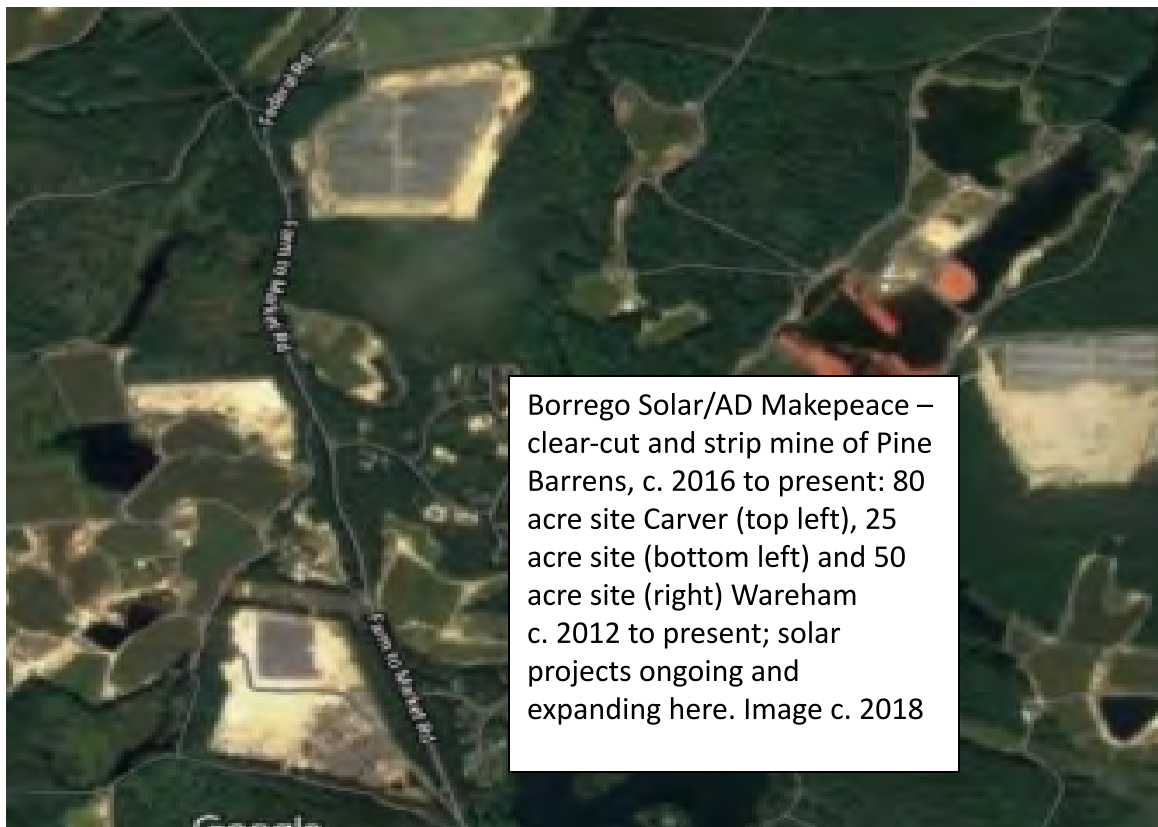 Federal Rd
Farm to Market Rd
Borrego Solar/AD Makepeace –
clear-cut and strip mine of Pine
Barrens, c. 2016 to present: 80
acre site Carver (top left), 25
acre site (bottom left) and 50
acre site (right) Wareham
c. 2012 to present; solar
projects ongoing and
expanding here. Image c. 2018
Farm to Market Rd
Google